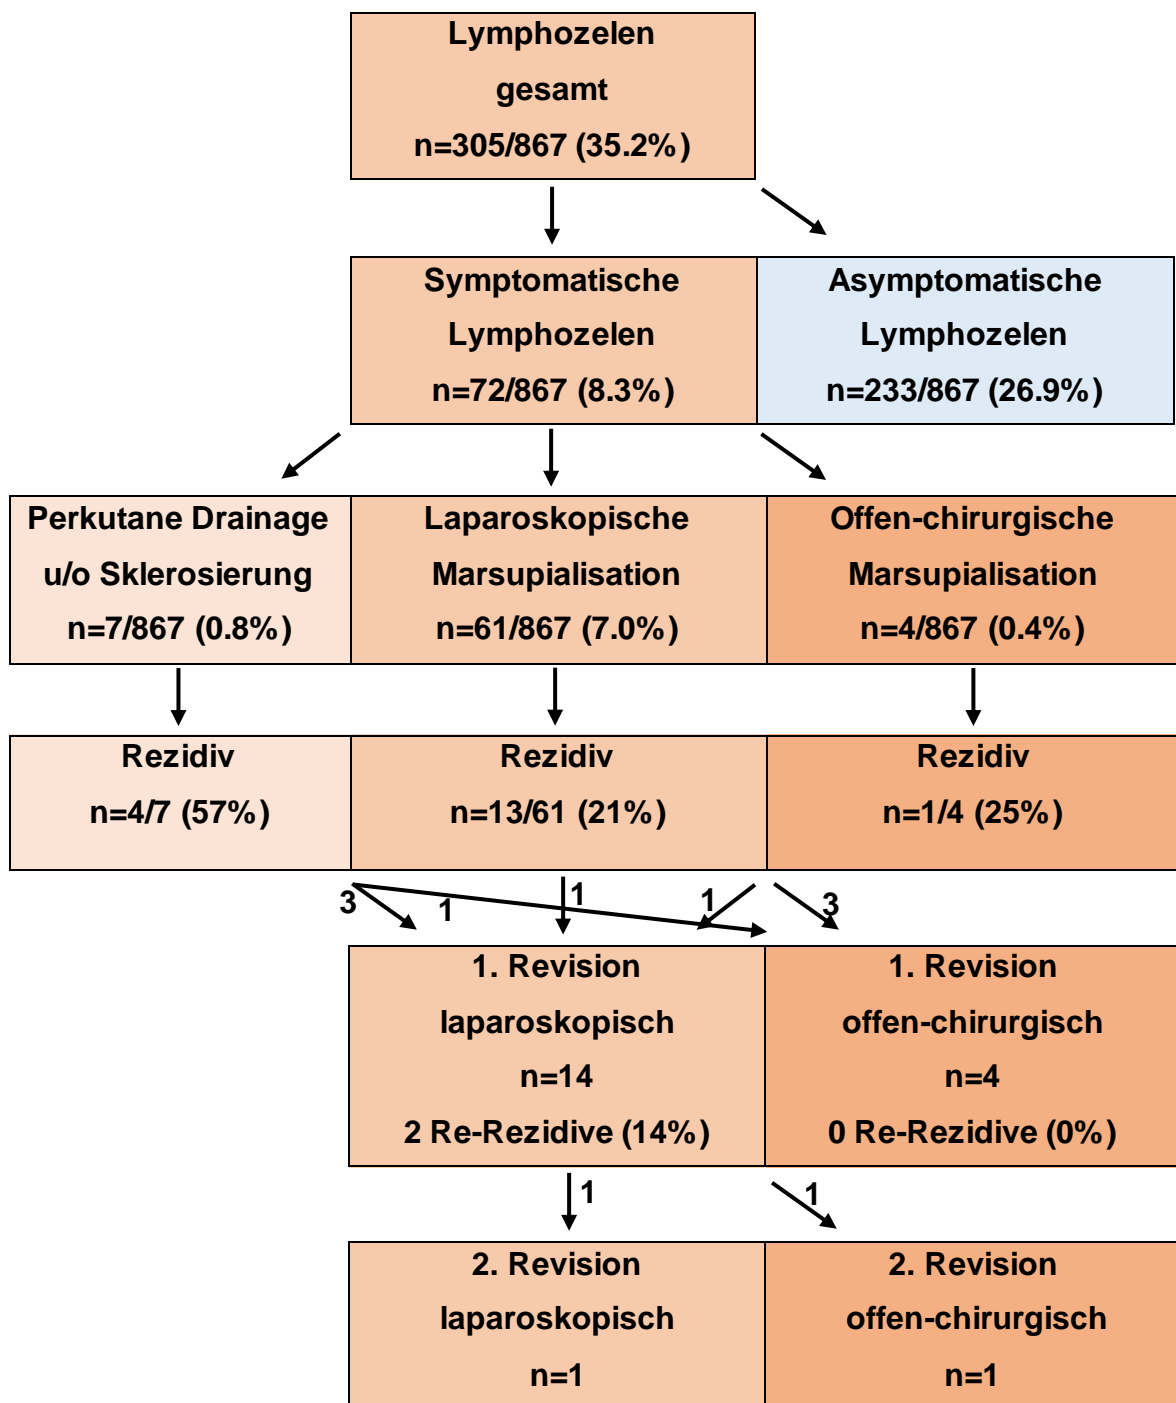 Lymphozelen
gesamt
n=305/867 (35.2%)
Symptomatische
Lymphozelen
n=72/867 (8.3%)
Asymptomatische
Lymphozelen
n=233/867 (26.9%)
Perkutane Drainage
u/o Sklerosierung
n=7/867 (0.8%)
Laparoskopische
Marsupialisation
n=61/867 (7.0%)
Offen-chirurgische
Marsupialisation
n=4/867 (0.4%)
Rezidiv
n=4/7 (57%)
Rezidiv
n=13/61 (21%)
Rezidiv
n=1/4 (25%)
3
1
1
1
3
1. Revision
laparoskopisch
n=14
2 Re-Rezidive (14%)
1. Revision
offen-chirurgisch
n=4
0 Re-Rezidive (0%)
1
1
2. Revision
laparoskopisch
n=1
2. Revision
offen-chirurgisch
n=1